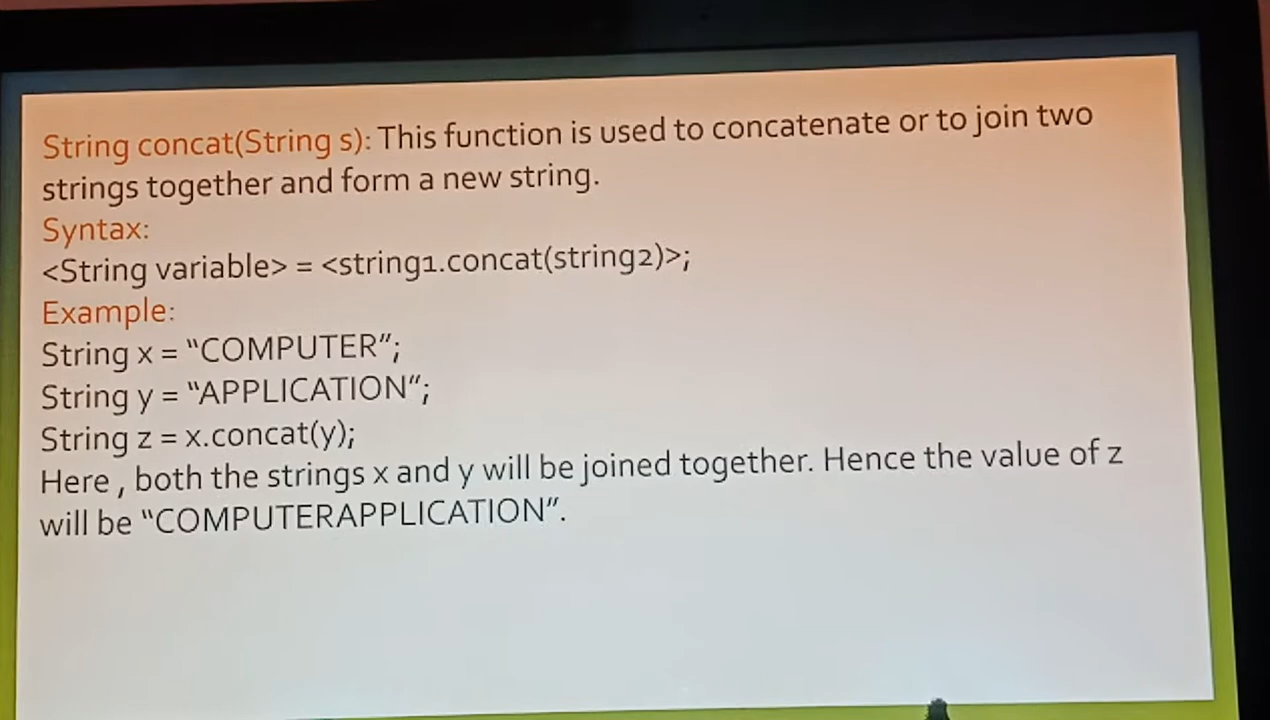 String concat(String s): This function is used to concatenate or to join two
strings together and form a new string.
Syntax:
<String variable> = <string1.concat(string2)>;
Example:
String x = “COMPUTER”;
String y = “APPLICATION“;
String z = x.concat(y);
Here , both the strings x and y will be joined together. Hence the value of z
will be “COMPUTERAPPLICATION”.